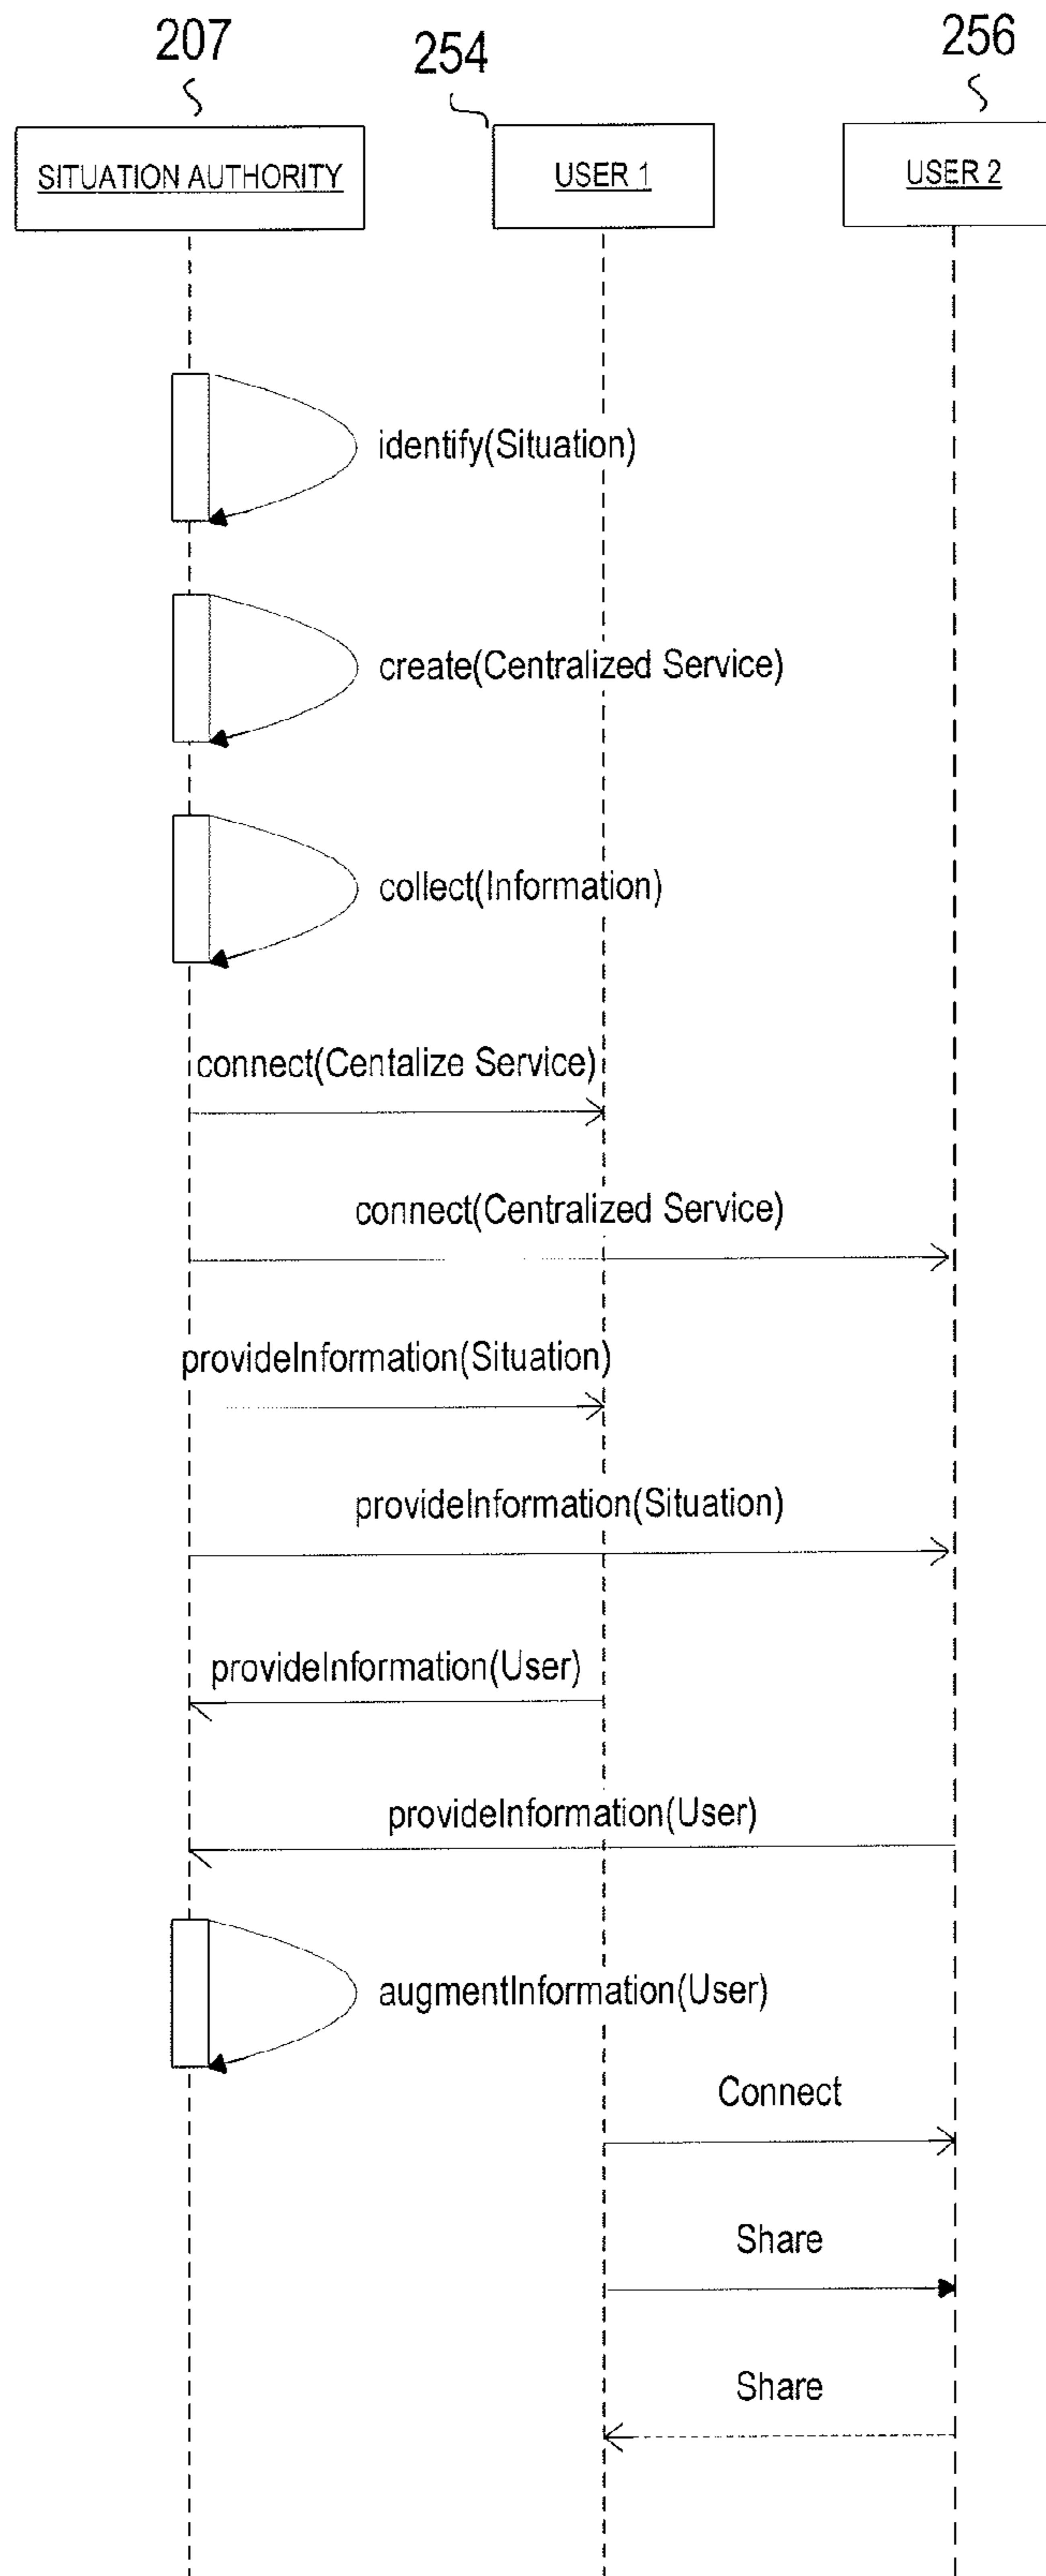 207
254
256
SITUATION AUTHORITY
USER 1
USER 2
identify(Situation)
create(Centralized Service)
collect(Information)
connect(Centalize Service)
connect(Centralized Service)
provideInformation(Situation)
provideInformation(Situation)
provideInformation(User)
provideInformation(User)
augmentInformation(User)
Connect
Share
Share